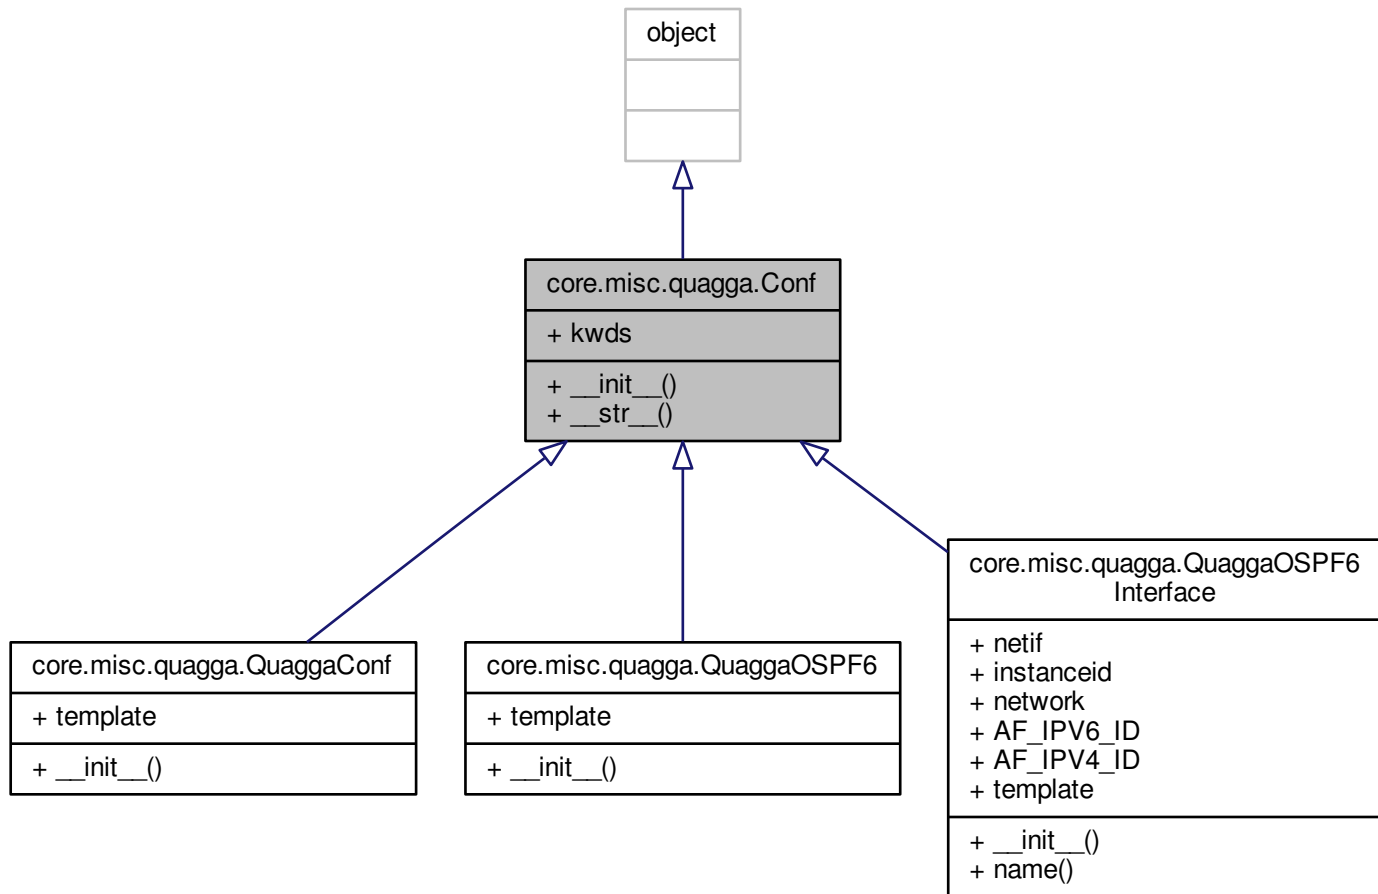 object
core.misc.quagga.Conf
+ kwds
+ __init__()
+ __str__()
core.misc.quagga.QuaggaConf
+ template
+ __init__()
core.misc.quagga.QuaggaOSPF6
+ template
+ __init__()
core.misc.quagga.QuaggaOSPF6
Interface
+ netif
+ instanceid
+ network
+ AF_IPV6_ID
+ AF_IPV4_ID
+ template
+ __init__()
+ name()